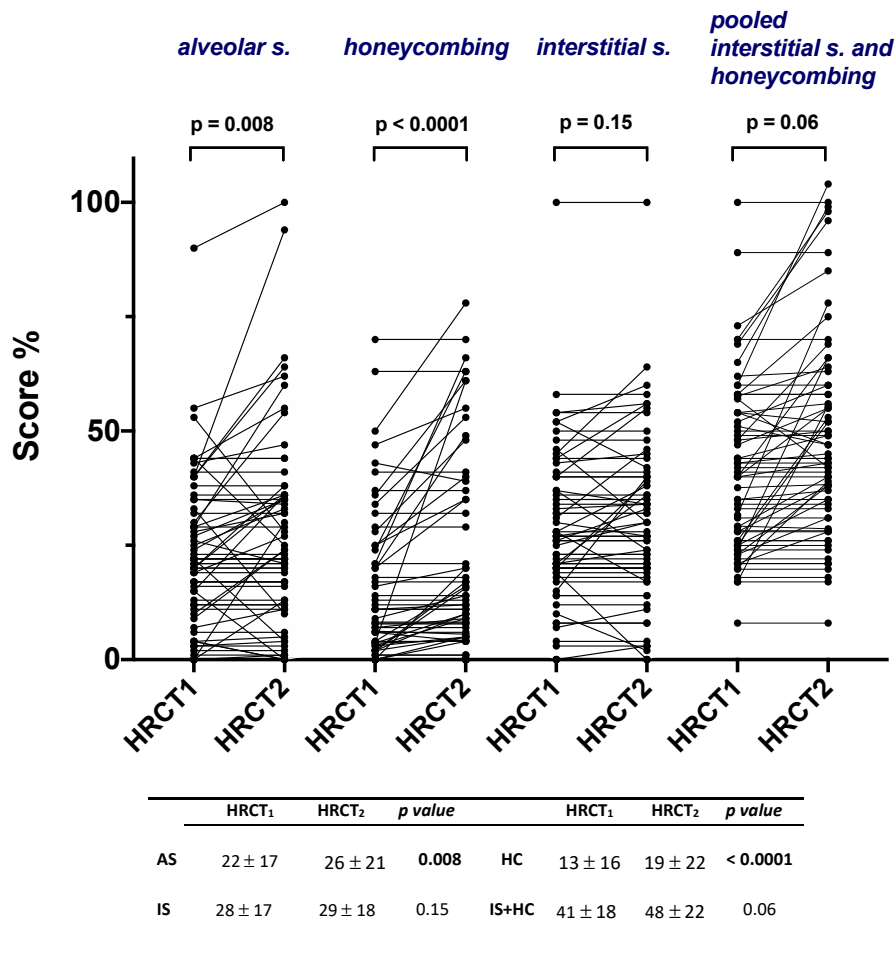 pooled
alveolar s. honeycombing interstitial s. interstitial s. and
honeycombing
p = 0.008 p < 0.0001 p = 0.15 p = 0.06
100
50
0
Score %
HRCT1 HRCT2 HRCT1 HRCT2 HRCT1 HRCT2 HRCT1 HRCT2
HRCT₁ HRCT₂ p value HRCT₁ HRCT₂ p value
AS 22 ± 17 26 ± 21 0.008 HC 13 ± 16 19 ± 22 < 0.0001
IS 28 ± 17 29 ± 18 0.15 IS+HC 41 ± 18 48 ± 22 0.06